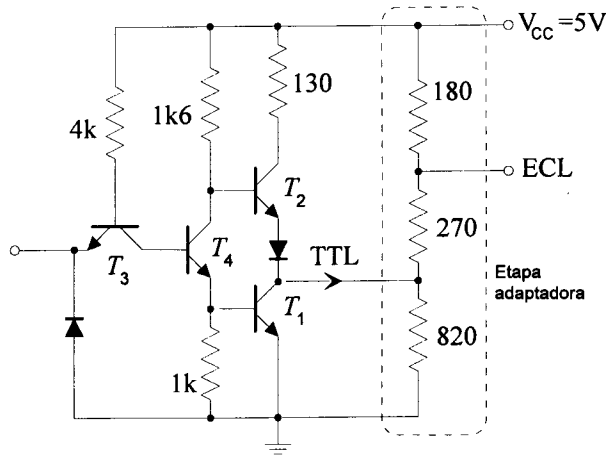 V_CC =5V
130
180
1k6
4k
ECL
T_2
270
T_4
TTL
T_3
Etapa
adaptadora
T_1
820
1k